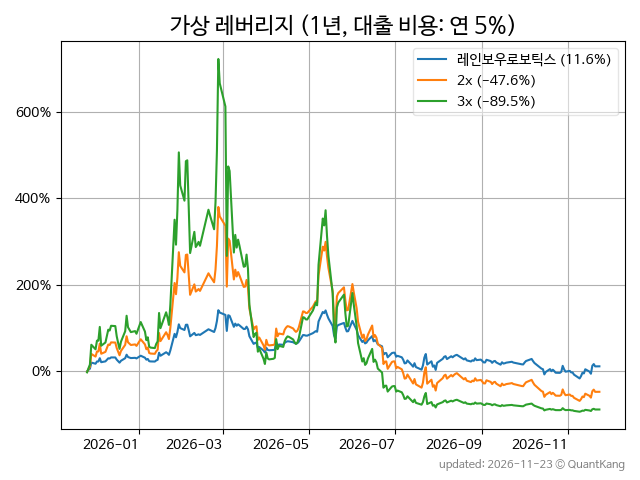 가상 레버리지 (1년, 대출 비용: 연 5%)
레인보우로보틱스 (11.6%)
2x (−47.6%)
3x (−89.5%)
600%
400%
200%
0%
2026-01
2026-03
2026-05
2026-07
2026-09
2026-11
updated: 2026-11-23 © QuantKang